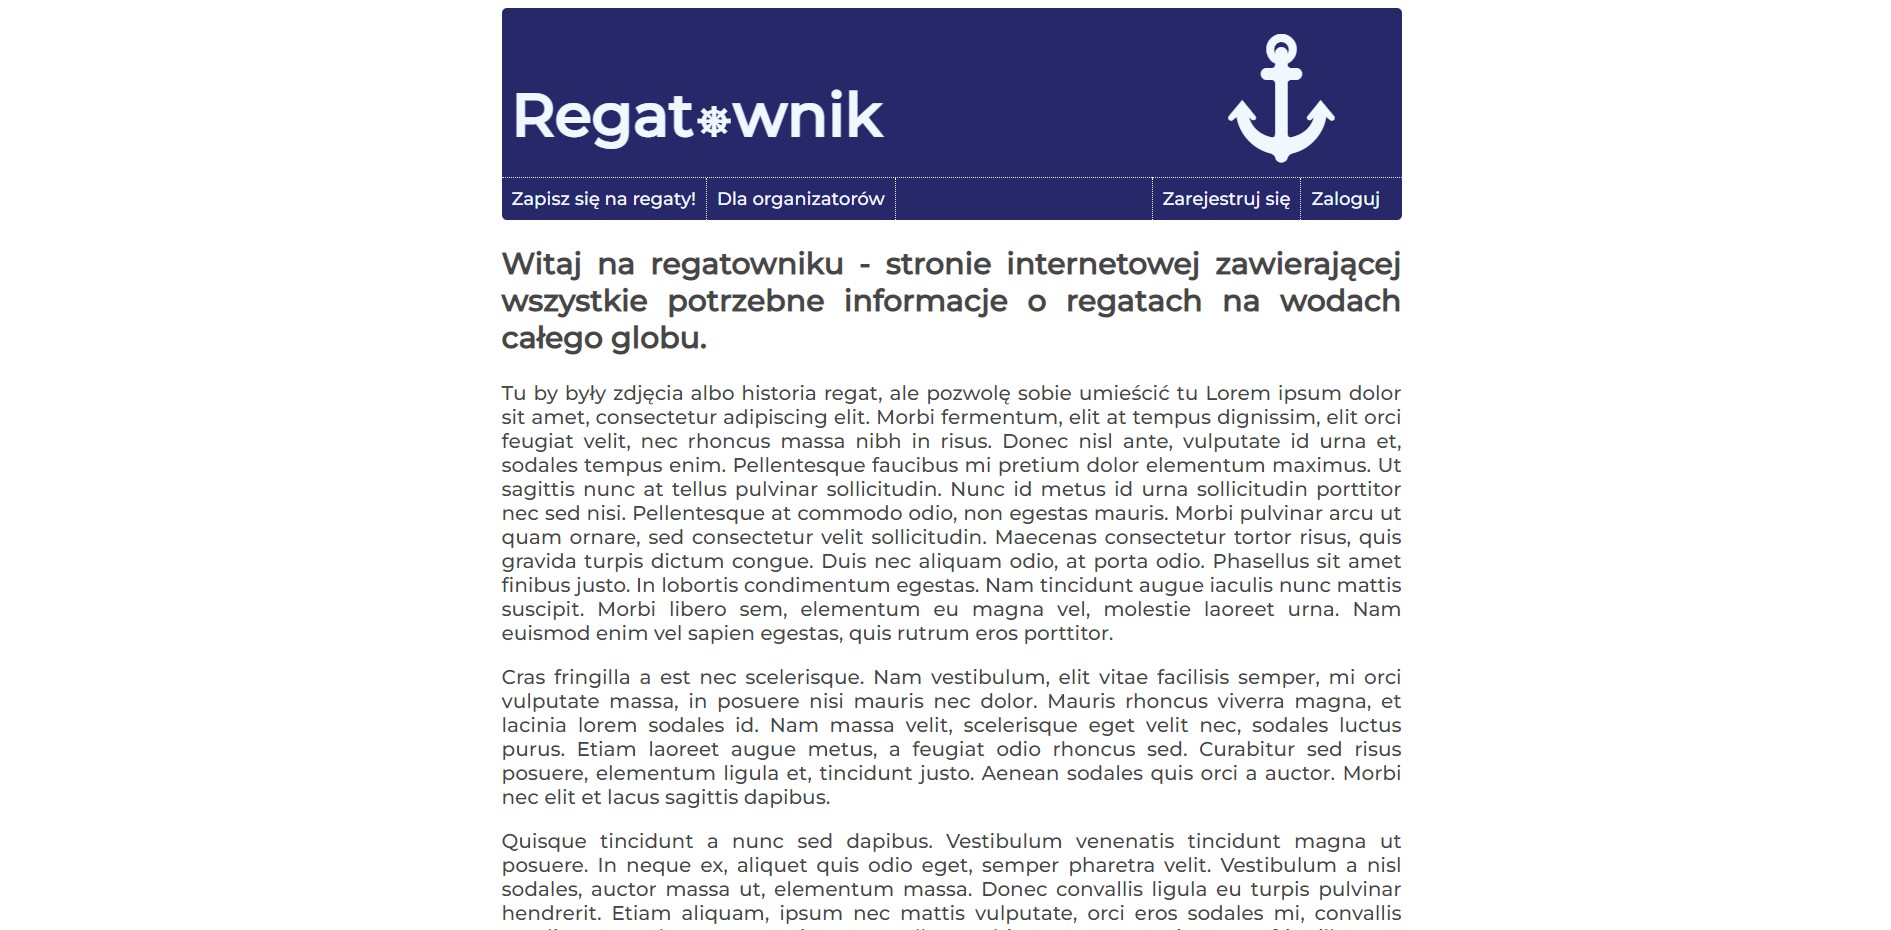 Regatownik
Zapisz się na regaty! Dla organizatorów Zarejestruj się Zaloguj
Witaj na regatowniku - stronie internetowej zawierającej
wszystkie potrzebne informacje o regatach na wodach
całego globu.
Tu by były zdjęcia albo historia regat, ale pozwolę sobie umieścić tu Lorem ipsum dolor
sit amet, consectetur adipiscing elit. Morbi fermentum, elit at tempus dignissim, elit orci
feugiat velit, nec rhoncus massa nibh in risus. Donec nisl ante, vulputate id urna et,
sodales tempus enim. Pellentesque faucibus mi pretium dolor elementum maximus. Ut
sagittis nunc at tellus pulvinar sollicitudin. Nunc id metus id urna sollicitudin porttitor
nec sed nisi. Pellentesque at commodo odio, non egestas mauris. Morbi pulvinar arcu ut
quam ornare, sed consectetur velit sollicitudin. Maecenas consectetur tortor risus, quis
gravida turpis dictum congue. Duis nec aliquam odio, at porta odio. Phasellus sit amet
finibus justo. In lobortis condimentum egestas. Nam tincidunt augue iaculis nunc mattis
suscipit. Morbi libero sem, elementum eu magna vel, molestie laoreet urna. Nam
euismod enim vel sapien egestas, quis rutrum eros porttitor.
Cras fringilla a est nec scelerisque. Nam vestibulum, elit vitae facilisis semper, mi orci
vulputate massa, in posuere nisi mauris nec dolor. Mauris rhoncus viverra magna, et
lacinia lorem sodales id. Nam massa velit, scelerisque eget velit nec, sodales luctus
purus. Etiam laoreet augue metus, a feugiat odio rhoncus sed. Curabitur sed risus
posuere, elementum ligula et, tincidunt justo. Aenean sodales quis orci a auctor. Morbi
nec elit et lacus sagittis dapibus.
Quisque tincidunt a nunc sed dapibus. Vestibulum venenatis tincidunt magna ut
posuere. In neque ex, aliquet quis odio eget, semper pharetra velit. Vestibulum a nisl
sodales, auctor massa ut, elementum massa. Donec convallis ligula eu turpis pulvinar
hendrerit. Etiam aliquam, ipsum nec mattis vulputate, orci eros sodales mi, convallis